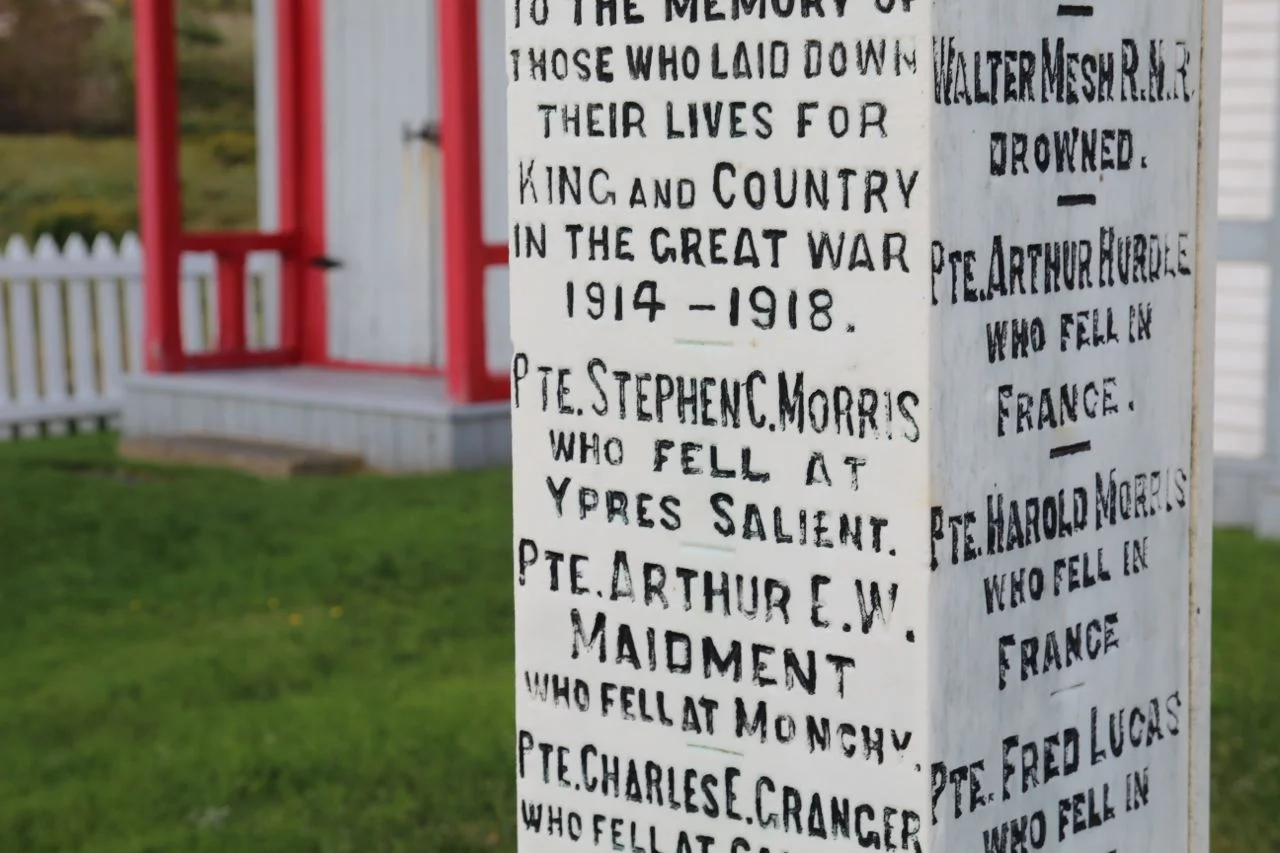 TO THE MEMORY OF
THOSE WHO LAID DOWN
THEIR LIVES FOR
KING AND COUNTRY
IN THE GREAT WAR
1914 – 1918.
PTE. STEPHEN C. MORRIS
WHO FELL AT
YPRES SALIENT.
PTE. ARTHUR E. W.
MAIDMENT
WHO FELL AT MONCHY.
PTE. CHARLES E. GRANGER
WHO FELL AT
WALTER MESH R.N.R.
DROWNED.
PTE. ARTHUR HURDLE
WHO FELL IN
FRANCE.
PTE. HAROLD MORRIS
WHO FELL IN
FRANCE
PTE. FRED LUCAS
WHO FELL IN